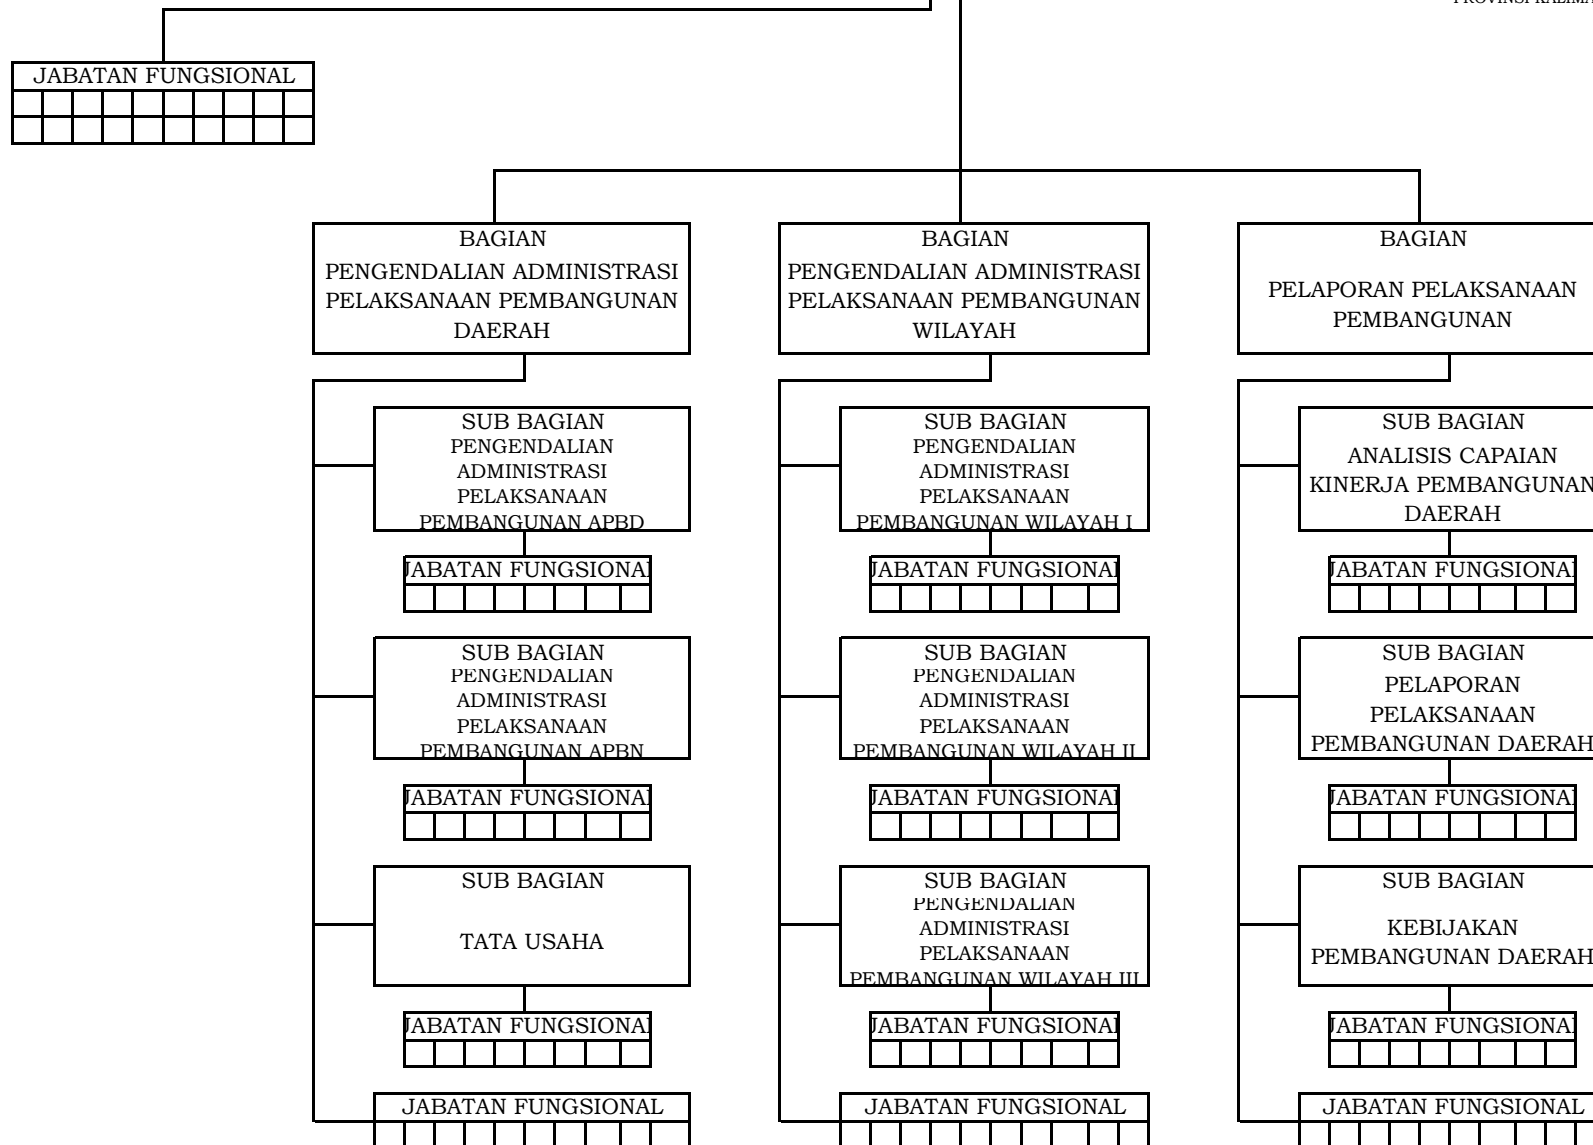 JABATAN FUNGSIONAL
BAGIAN
PENGENDALIAN ADMINISTRASI
PELAKSANAAN PEMBANGUNAN
DAERAH
SUB BAGIAN
PENGENDALIAN
ADMINISTRASI
PELAKSANAAN
PEMBANGUNAN APBD
JABATAN FUNGSIONAL
SUB BAGIAN
PENGENDALIAN
ADMINISTRASI
PELAKSANAAN
PEMBANGUNAN APBN
JABATAN FUNGSIONAL
SUB BAGIAN
TATA USAHA
JABATAN FUNGSIONAL
JABATAN FUNGSIONAL
BAGIAN
PENGENDALIAN ADMINISTRASI
PELAKSANAAN PEMBANGUNAN
WILAYAH
SUB BAGIAN
PENGENDALIAN
ADMINISTRASI
PELAKSANAAN
PEMBANGUNAN WILAYAH I
JABATAN FUNGSIONAL
SUB BAGIAN
PENGENDALIAN
ADMINISTRASI
PELAKSANAAN
PEMBANGUNAN WILAYAH II
JABATAN FUNGSIONAL
SUB BAGIAN
PENGENDALIAN
ADMINISTRASI
PELAKSANAAN
PEMBANGUNAN WILAYAH III
JABATAN FUNGSIONAL
JABATAN FUNGSIONAL
BAGIAN
PELAPORAN PELAKSANAAN
PEMBANGUNAN
SUB BAGIAN
ANALISIS CAPAIAN
KINERJA PEMBANGUNAN
DAERAH
JABATAN FUNGSIONAL
SUB BAGIAN
PELAPORAN
PELAKSANAAN
PEMBANGUNAN DAERAH
JABATAN FUNGSIONAL
SUB BAGIAN
KEBIJAKAN
PEMBANGUNAN DAERAH
JABATAN FUNGSIONAL
JABATAN FUNGSIONAL